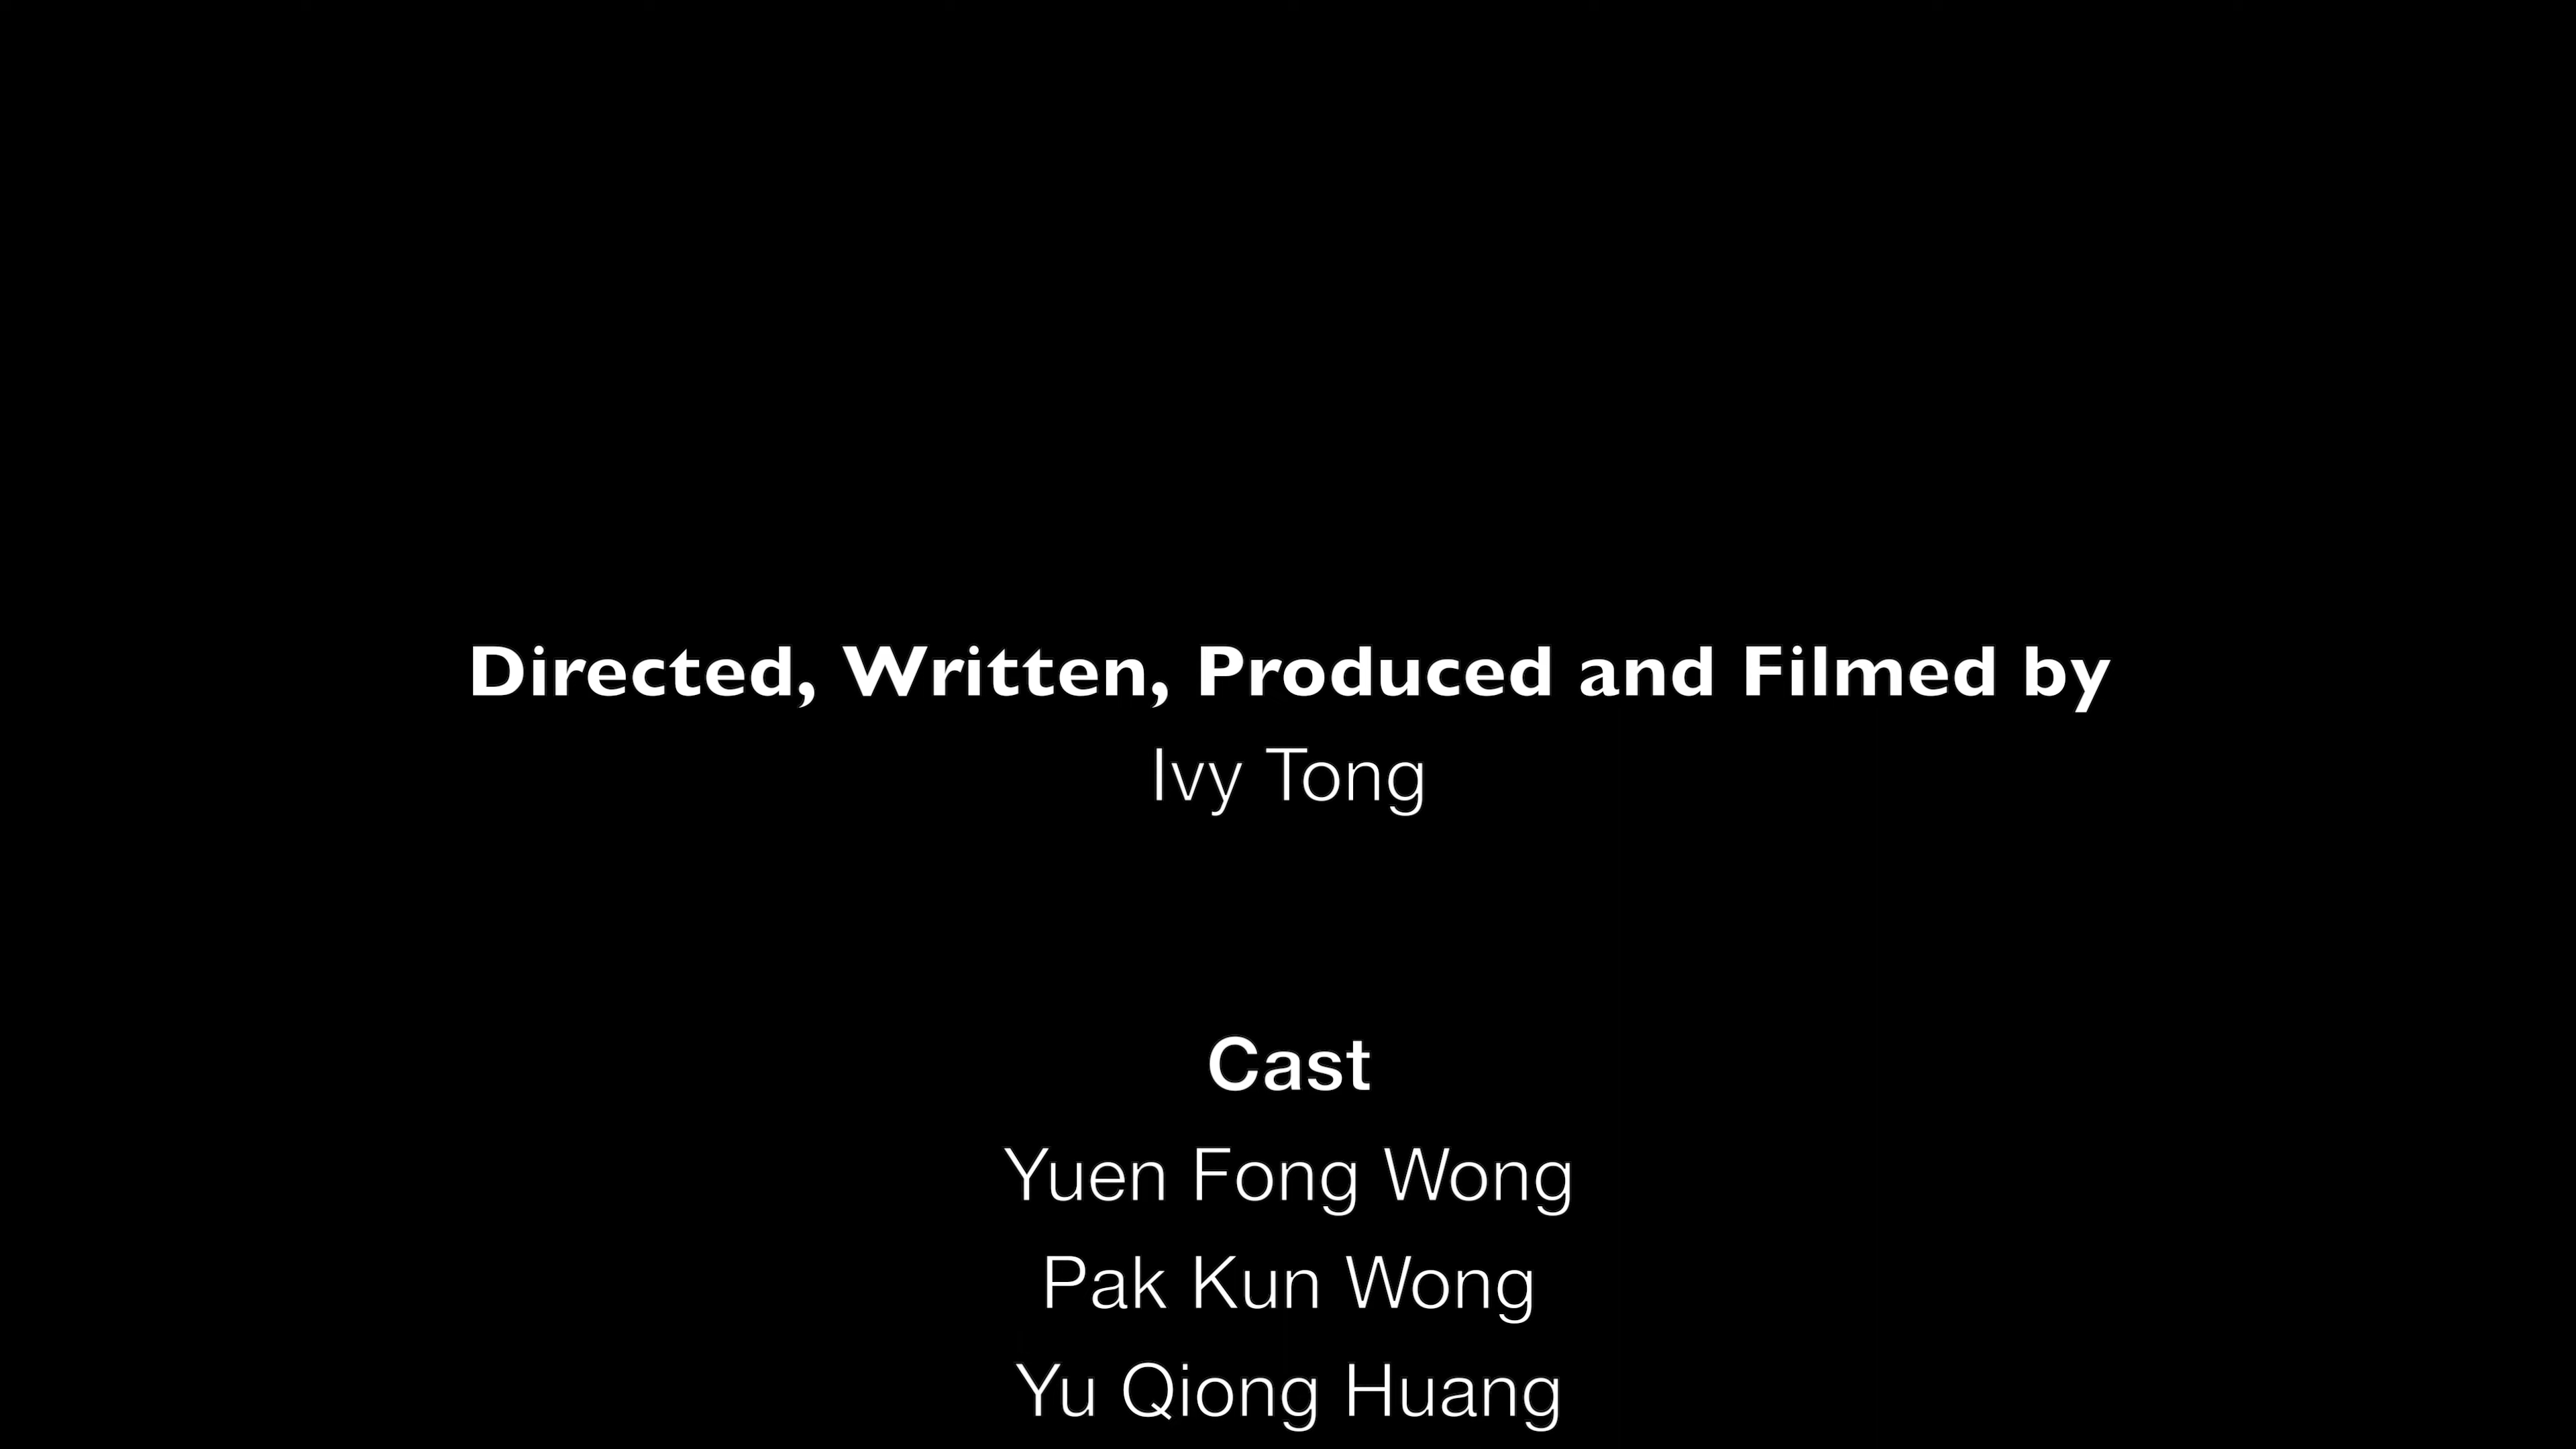 Directed, Written, Produced and Filmed by
Ivy Tong
Cast
Yuen Fong Wong
Pak Kun Wong
Yu Qiong Huang